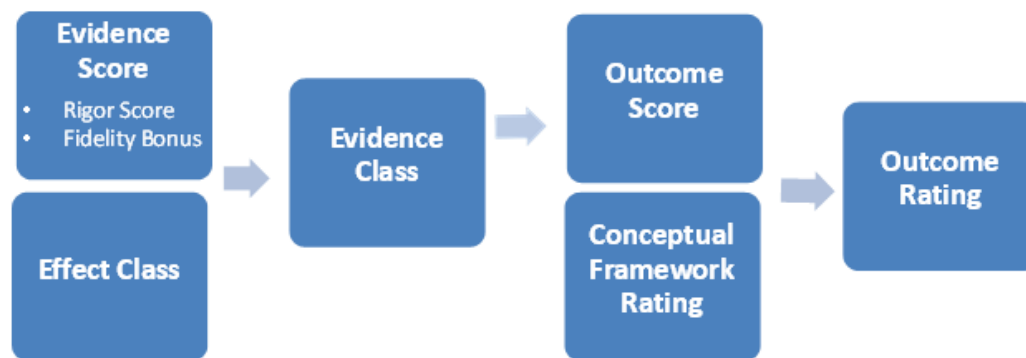 Evidence
Score
• Rigor Score
• Fidelity Bonus
Effect Class
Evidence
Class
Outcome
Score
Conceptual
Framework
Rating
Outcome
Rating